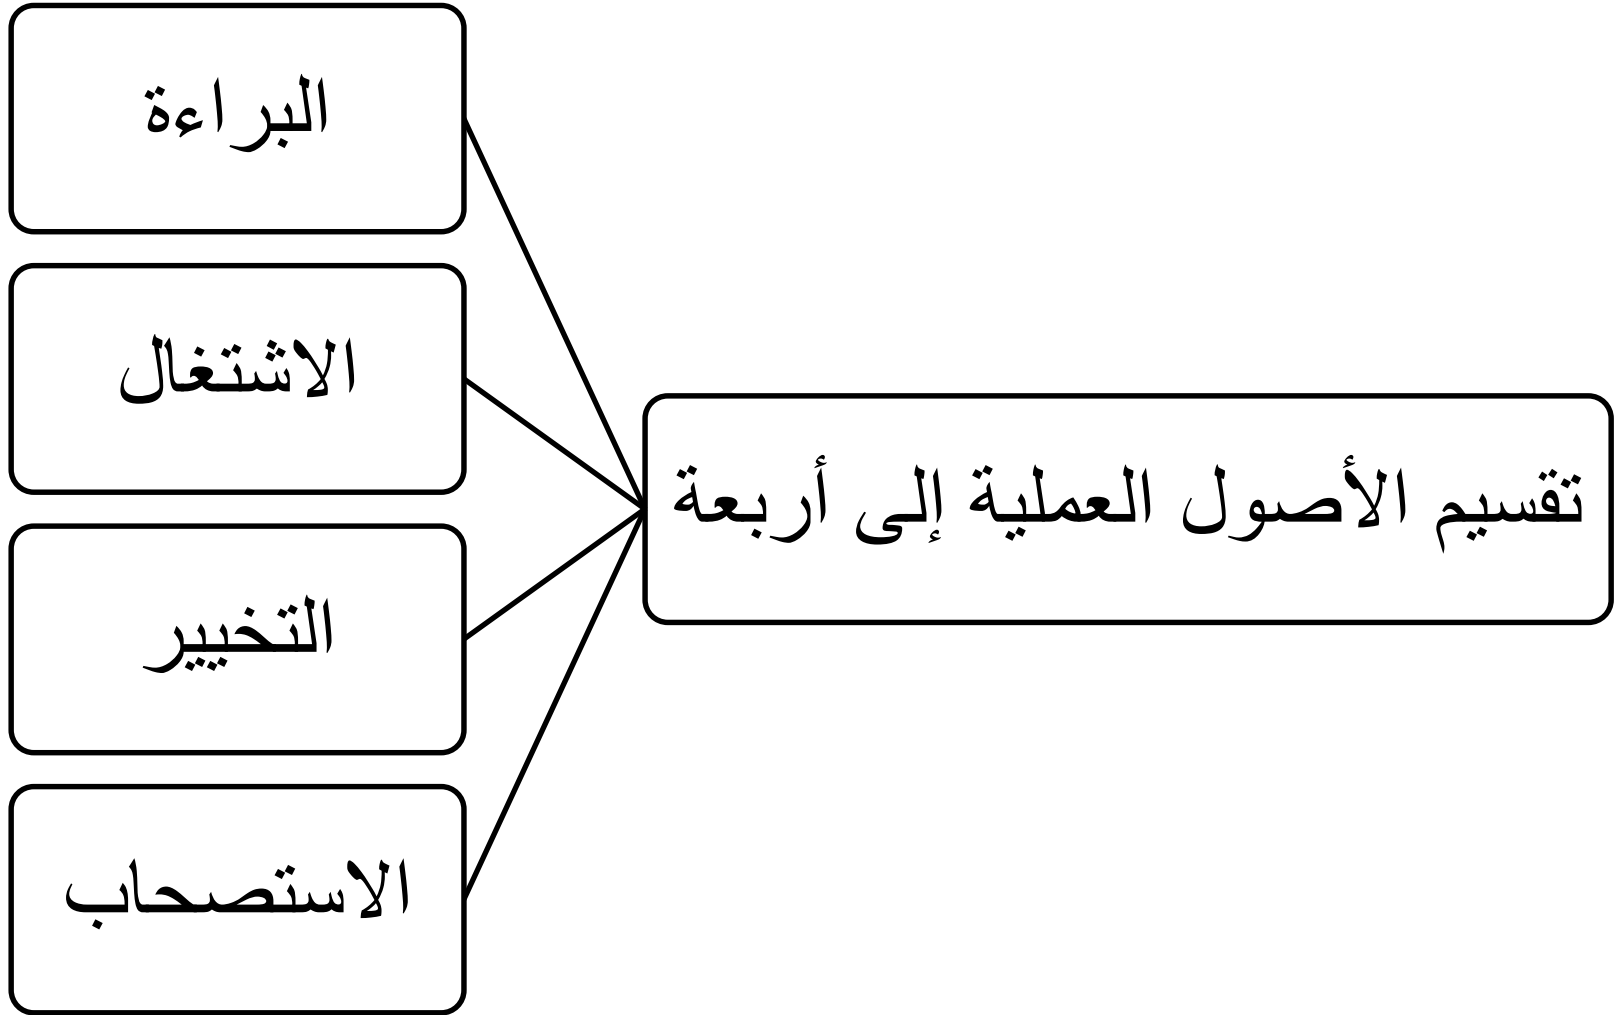 تقسيم الأصول العملية إلى أربعة
البراءة
الاشتغال
التخيير
الاستصحاب